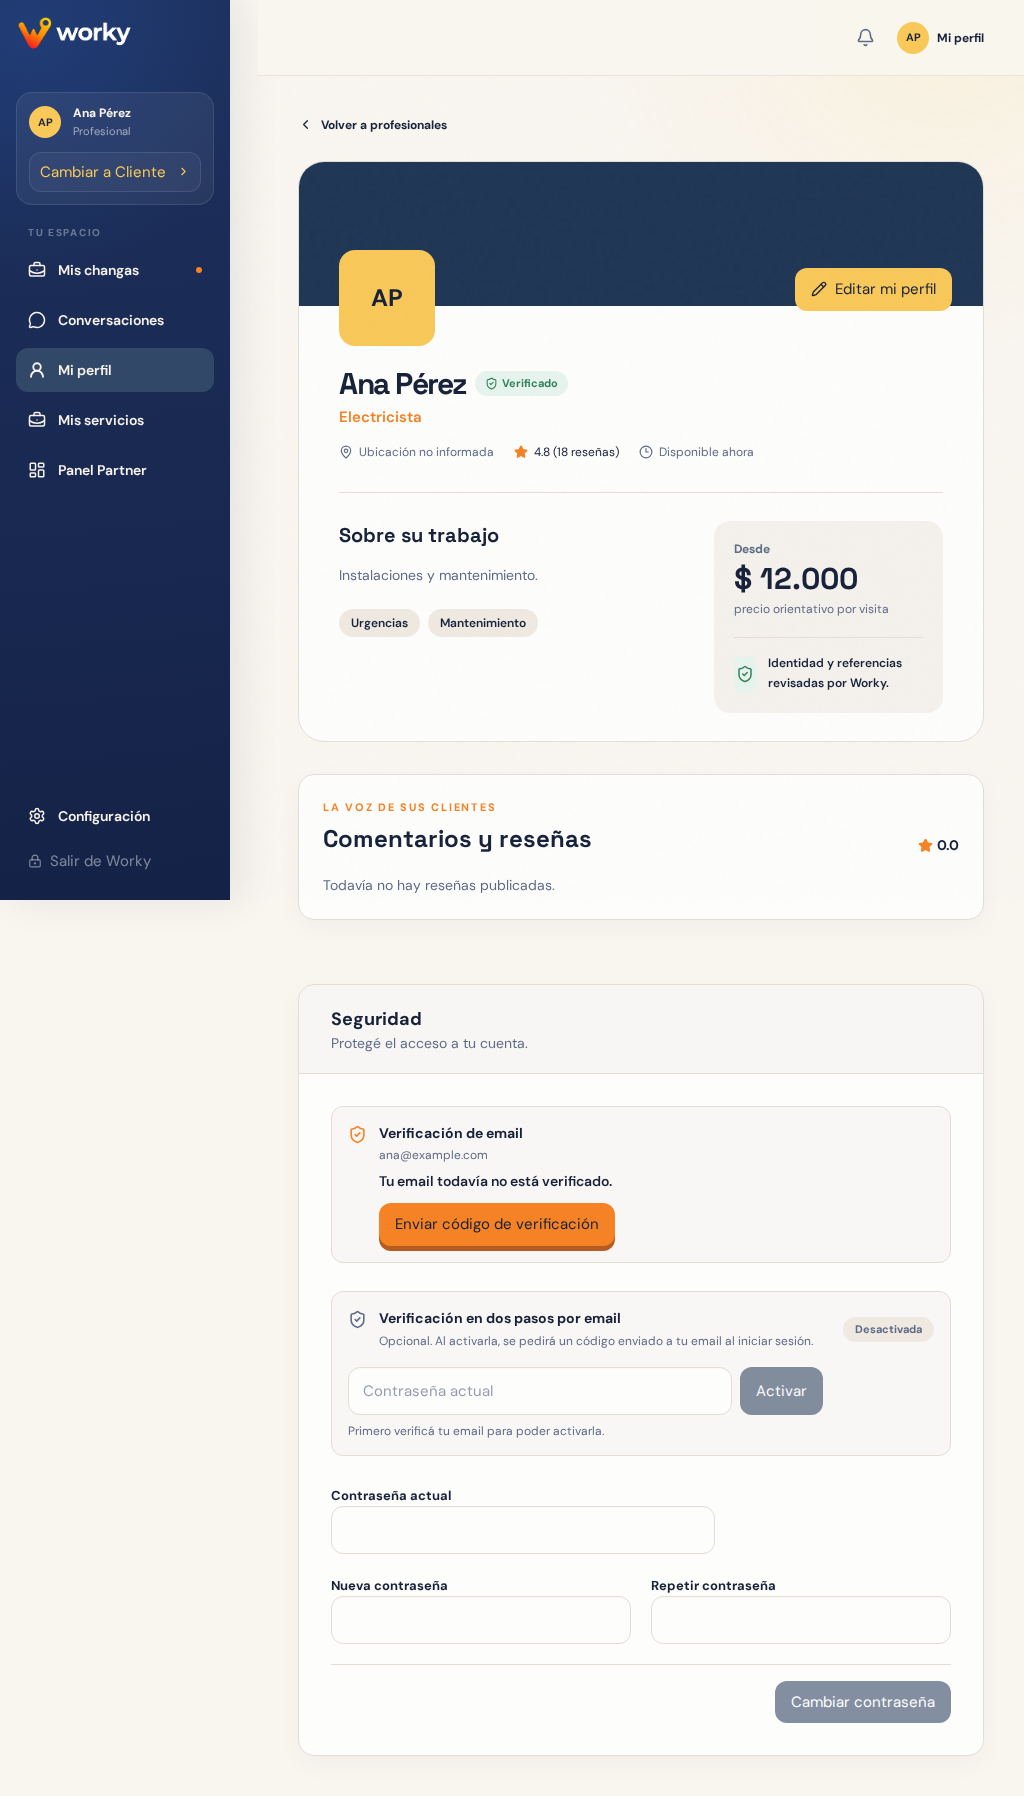 worky
AP
Mi perfil
AP
Ana Pérez
Profesional
Cambiar a Cliente
TU ESPACIO
Mis changas
Conversaciones
Mi perfil
Mis servicios
Panel Partner
Configuración
Salir de Worky
Volver a profesionales
AP
Editar mi perfil
Ana Pérez
Verificado
Electricista
Ubicación no informada
4.8 (18 reseñas)
Disponible ahora
Sobre su trabajo
Instalaciones y mantenimiento.
Urgencias
Mantenimiento
Desde
$ 12.000
precio orientativo por visita
Identidad y referencias
revisadas por Worky.
LA VOZ DE SUS CLIENTES
Comentarios y reseñas
0.0
Todavía no hay reseñas publicadas.
Seguridad
Protegé el acceso a tu cuenta.
Verificación de email
ana@example.com
Tu email todavía no está verificado.
Enviar código de verificación
Verificación en dos pasos por email
Opcional. Al activarla, se pedirá un código enviado a tu email al iniciar sesión.
Desactivada
Contraseña actual
Activar
Primero verificá tu email para poder activarla.
Contraseña actual
Nueva contraseña
Repetir contraseña
Cambiar contraseña